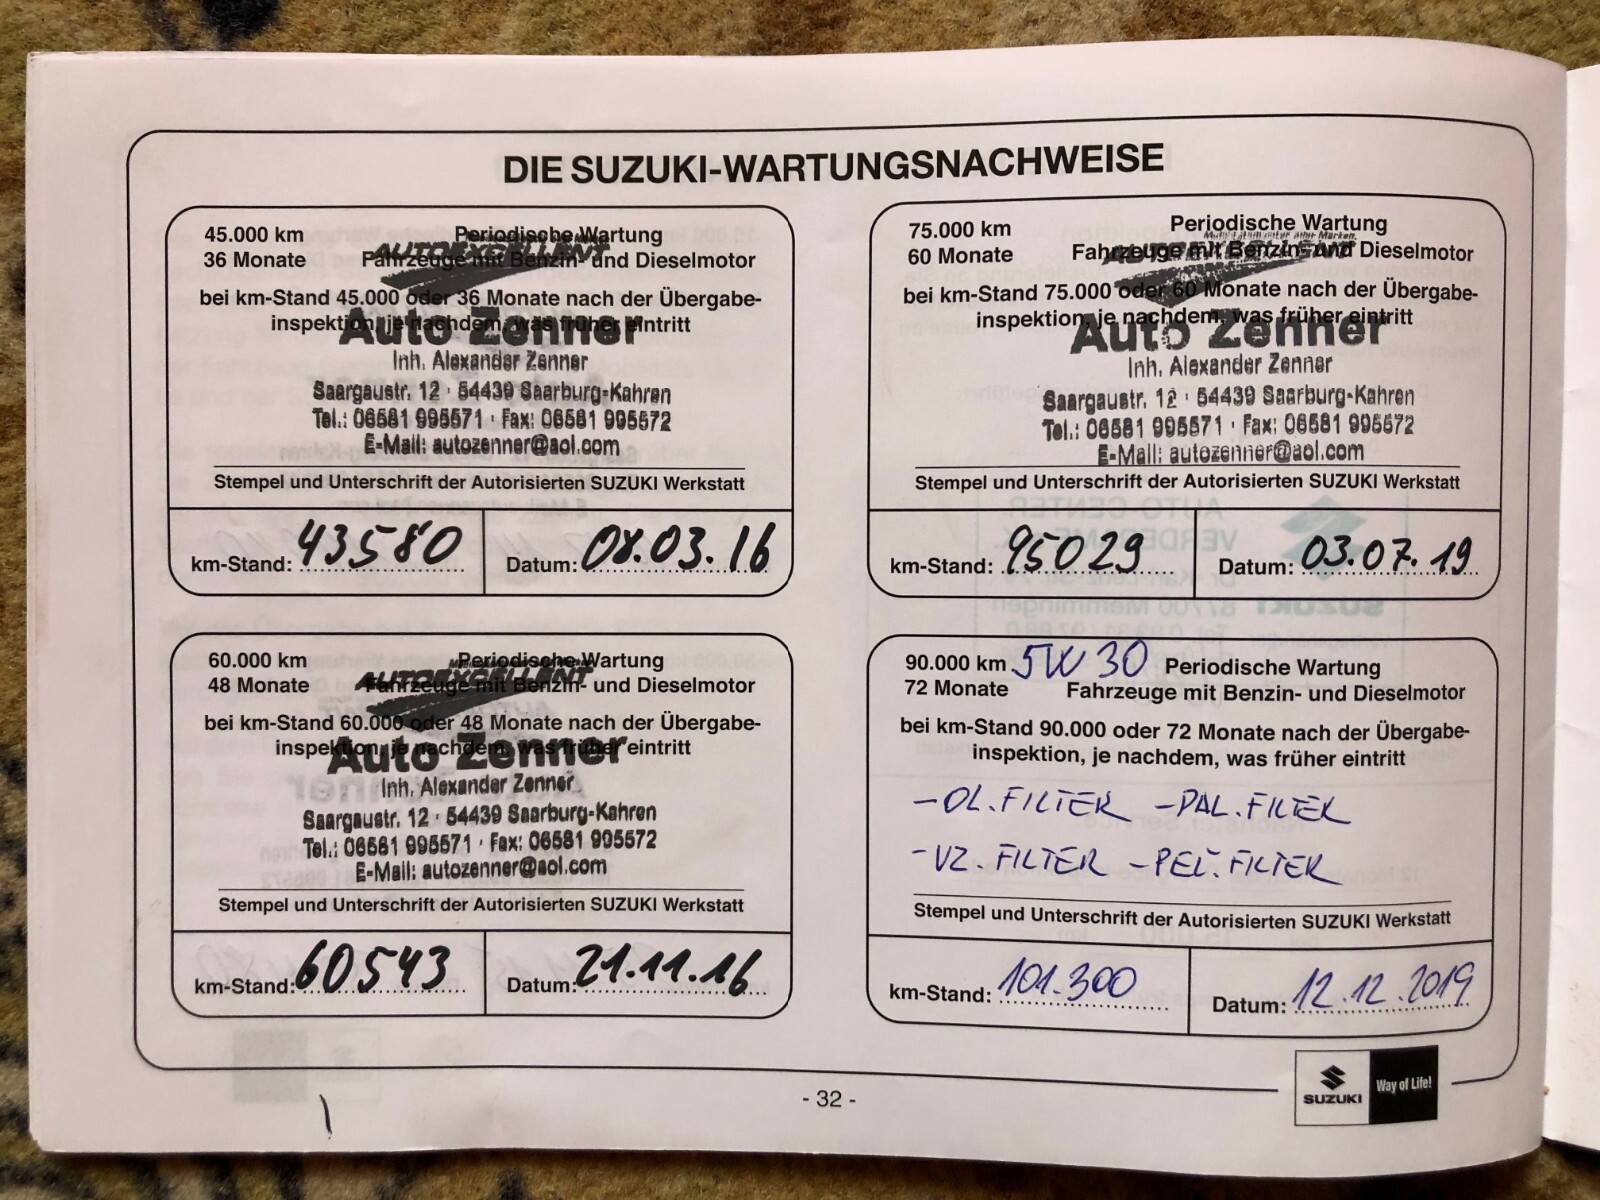 DIE SUZUKI-WARTUNGSNACHWEISE
45.000 km Periodische Wartung
36 Monate Fahrzeuge mit Benzin- und Dieselmotor
AUTOEXCELLENT
bei km-Stand 45.000 oder 36 Monate nach der Übergabe-
inspektion, je nachdem, was früher eintritt
Auto Zenner
Inh. Alexander Zenner
Saargaustr. 12 · 54439 Saarburg-Kahren
Tel.: 06581 995571 · Fax: 06581 995572
E-Mail: autozenner@aol.com
Stempel und Unterschrift der Autorisierten SUZUKI Werkstatt
km-Stand: 43580 Datum: 08.03.16
60.000 km Periodische Wartung
48 Monate Fahrzeuge mit Benzin- und Dieselmotor
AUTOEXCELLENT
bei km-Stand 60.000 oder 48 Monate nach der Übergabe-
inspektion, je nachdem, was früher eintritt
Auto Zenner
Inh. Alexander Zenner
Saargaustr. 12 · 54439 Saarburg-Kahren
Tel.: 06581 995571 · Fax: 06581 995572
E-Mail: autozenner@aol.com
Stempel und Unterschrift der Autorisierten SUZUKI Werkstatt
km-Stand: 60543 Datum: 21.11.16
75.000 km Periodische Wartung
60 Monate Fahrzeuge mit Benzin- und Dieselmotor
bei km-Stand 75.000 oder 60 Monate nach der Übergabe-
inspektion, je nachdem, was früher eintritt
Auto Zenner
Inh. Alexander Zenner
Saargaustr. 12 · 54439 Saarburg-Kahren
Tel.: 06581 995571 · Fax: 06581 995572
E-Mail: autozenner@aol.com
Stempel und Unterschrift der Autorisierten SUZUKI Werkstatt
km-Stand: 95029 Datum: 03.07.19
90.000 km 5W30 Periodische Wartung
72 Monate Fahrzeuge mit Benzin- und Dieselmotor
bei km-Stand 90.000 oder 72 Monate nach der Übergabe-
inspektion, je nachdem, was früher eintritt
-OL.FILTER -PAL.FILTER
-VZ FILTER -PEL.FILTER
Stempel und Unterschrift der Autorisierten SUZUKI Werkstatt
km-Stand: 101.300 Datum: 12.12.2019
- 32 -
SUZUKI Way of Life!